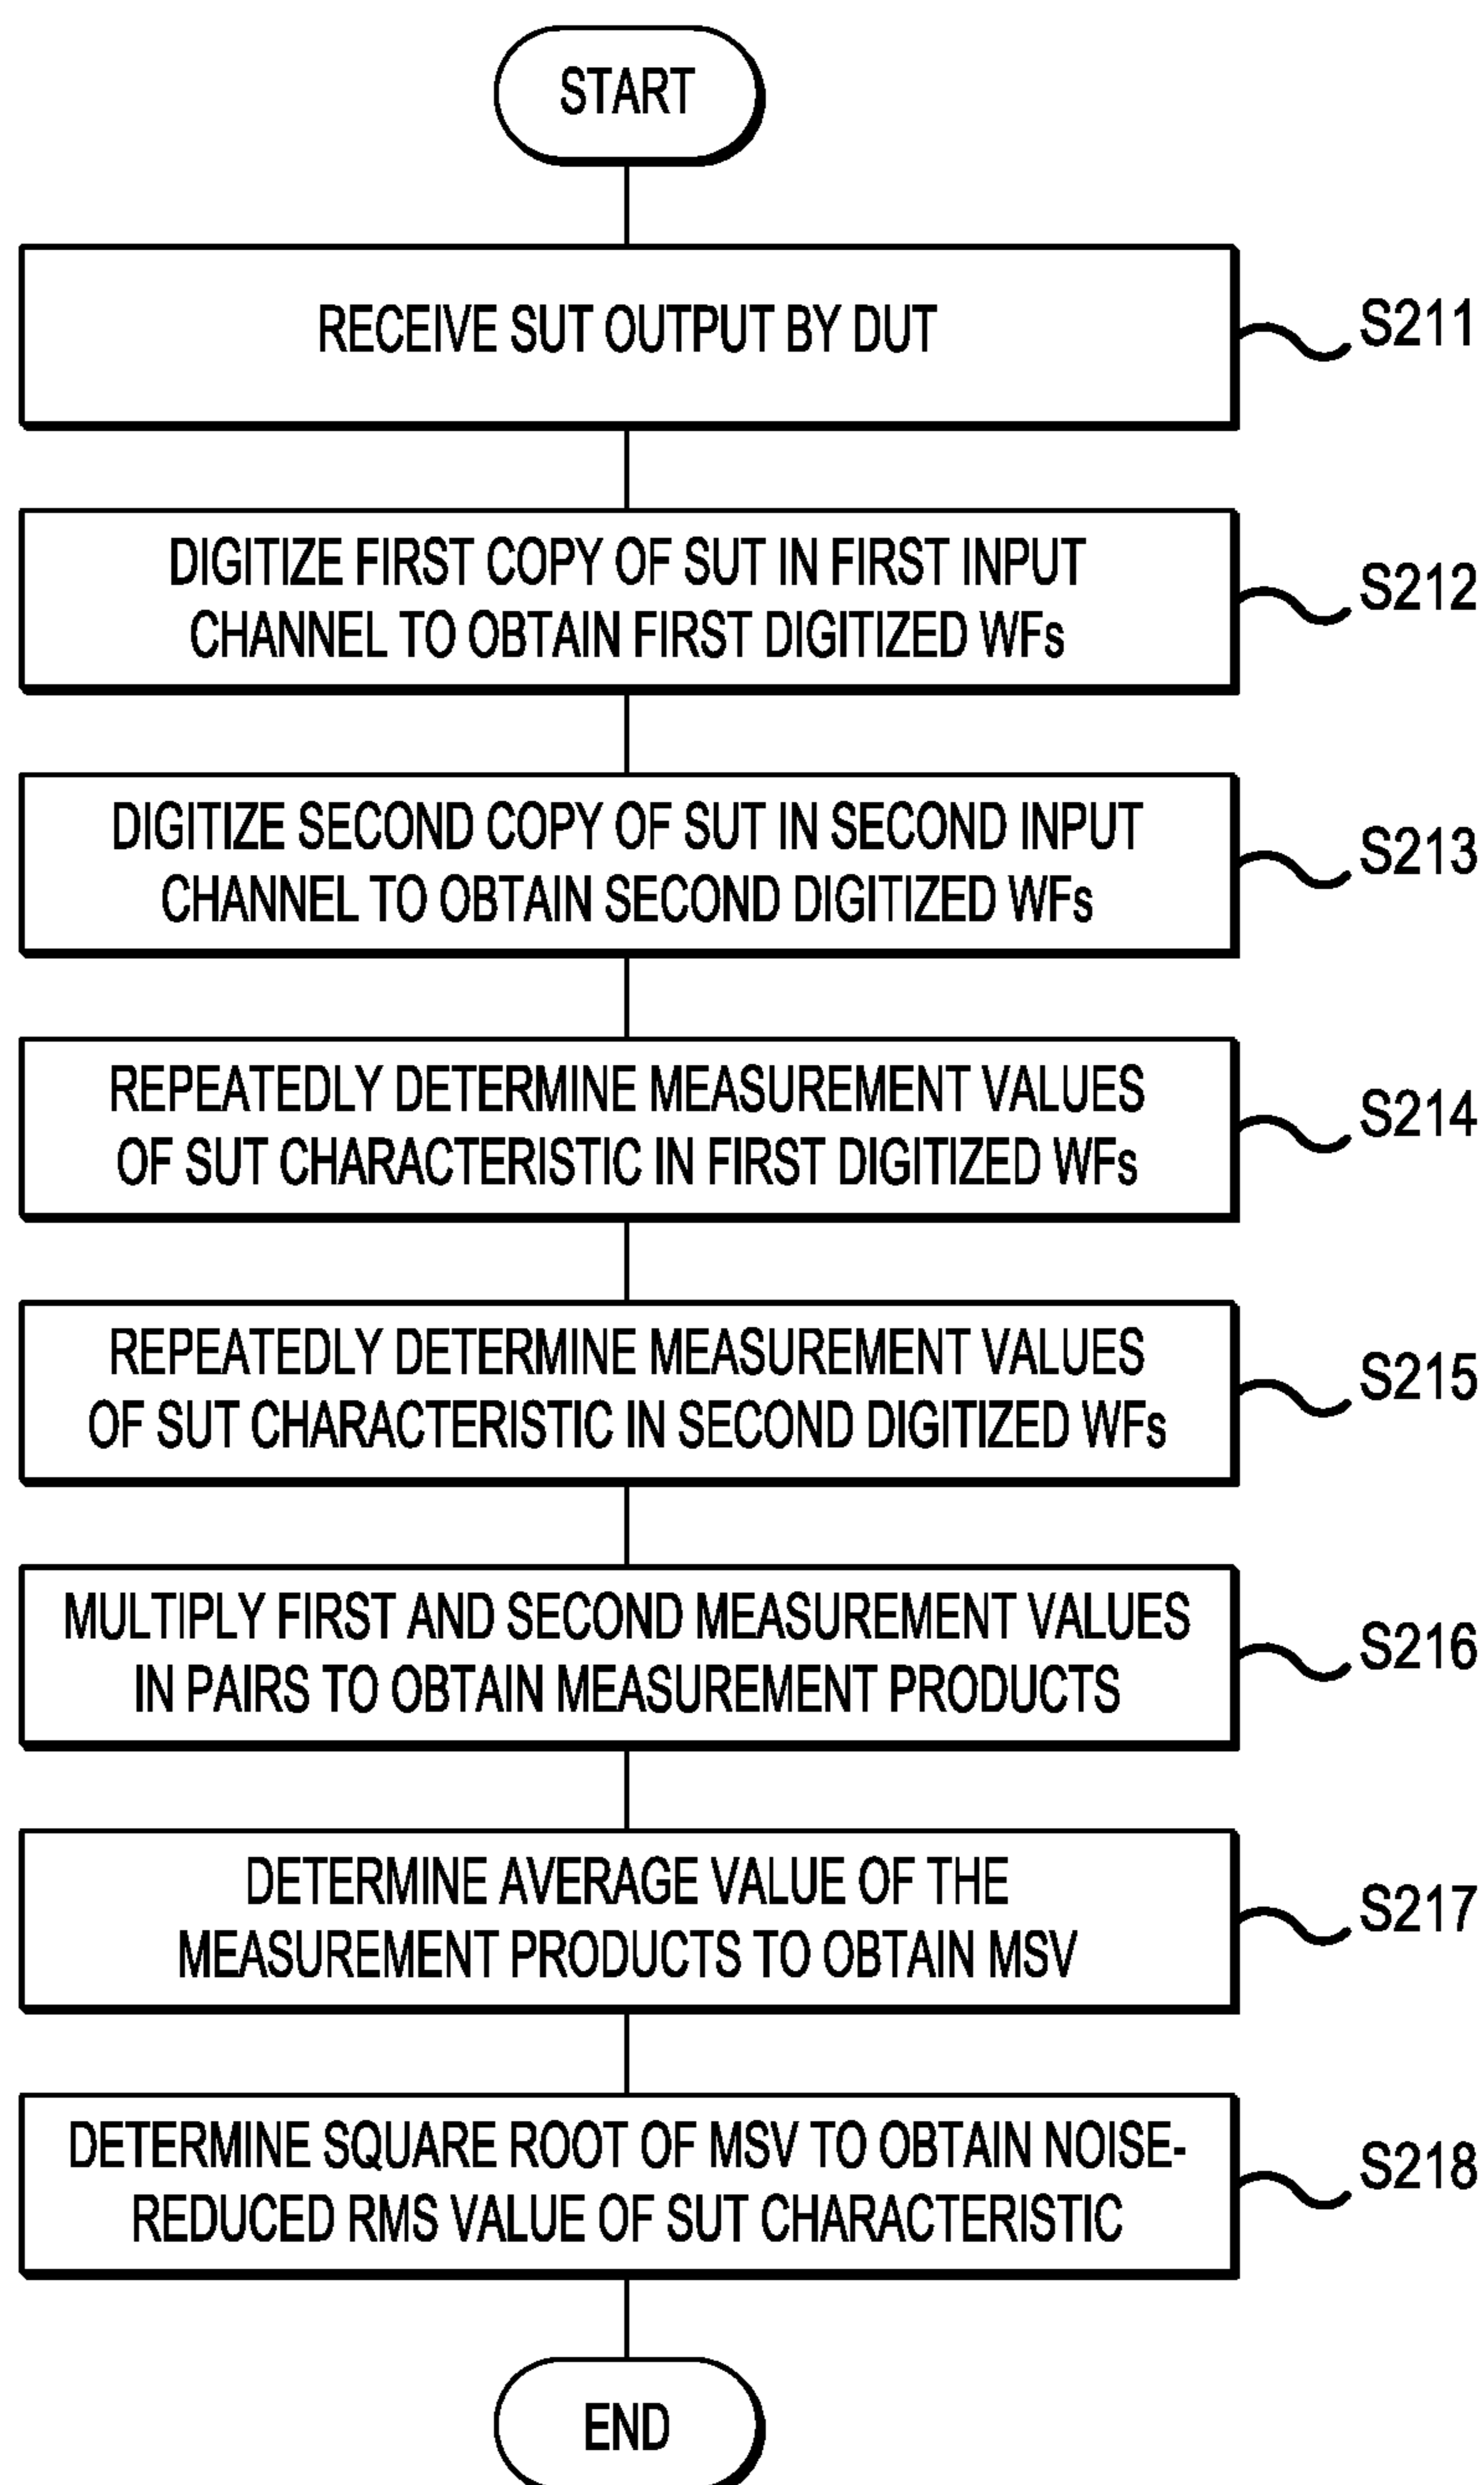 START
RECEIVE SUT OUTPUT BY DUT
S211
DIGITIZE FIRST COPY OF SUT IN FIRST INPUT
CHANNEL TO OBTAIN FIRST DIGITIZED WFs
S212
DIGITIZE SECOND COPY OF SUT IN SECOND INPUT
CHANNEL TO OBTAIN SECOND DIGITIZED WFs
S213
REPEATEDLY DETERMINE MEASUREMENT VALUES
OF SUT CHARACTERISTIC IN FIRST DIGITIZED WFs
S214
REPEATEDLY DETERMINE MEASUREMENT VALUES
OF SUT CHARACTERISTIC IN SECOND DIGITIZED WFs
S215
MULTIPLY FIRST AND SECOND MEASUREMENT VALUES
IN PAIRS TO OBTAIN MEASUREMENT PRODUCTS
S216
DETERMINE AVERAGE VALUE OF THE
MEASUREMENT PRODUCTS TO OBTAIN MSV
S217
DETERMINE SQUARE ROOT OF MSV TO OBTAIN NOISE-
REDUCED RMS VALUE OF SUT CHARACTERISTIC
S218
END